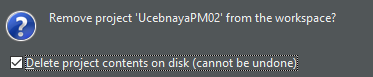 Remove project 'UcebnayaPM02' from the workspace?
Delete project contents on disk (cannot be undone)